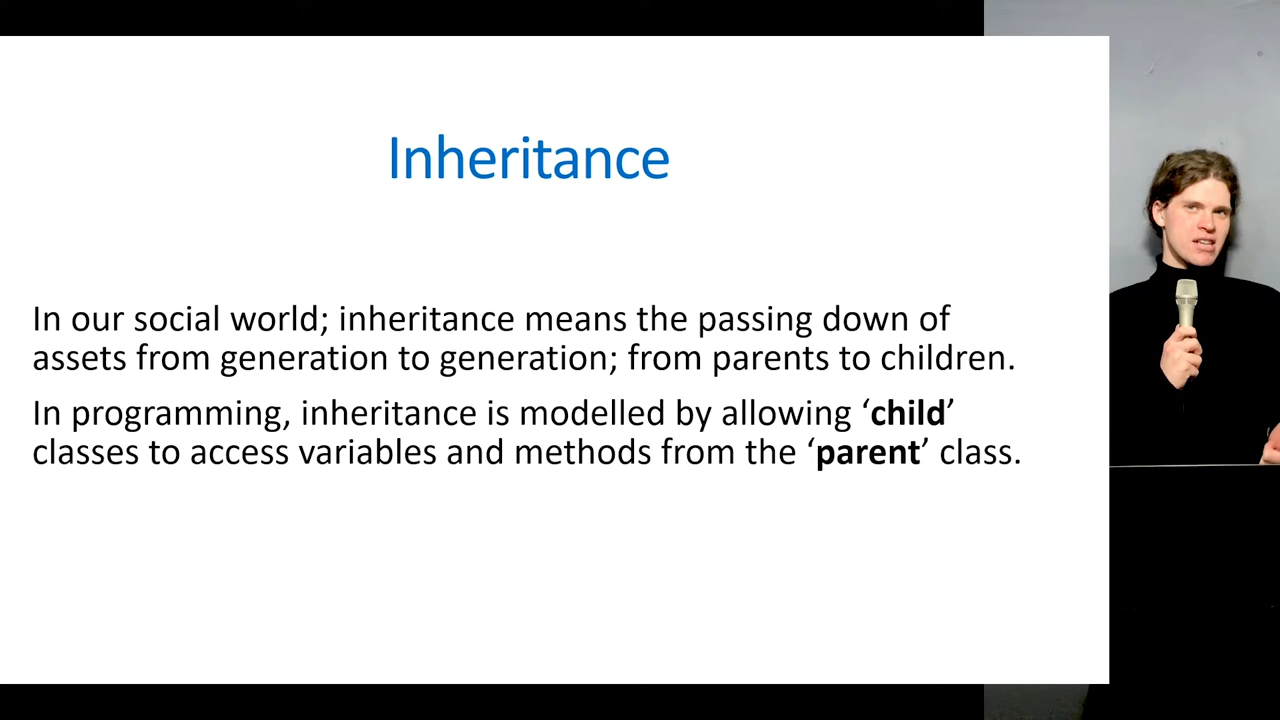 Inheritance
In our social world; inheritance means the passing down of
assets from generation to generation; from parents to children.
In programming, inheritance is modelled by allowing ‘child’
classes to access variables and methods from the ‘parent’ class.